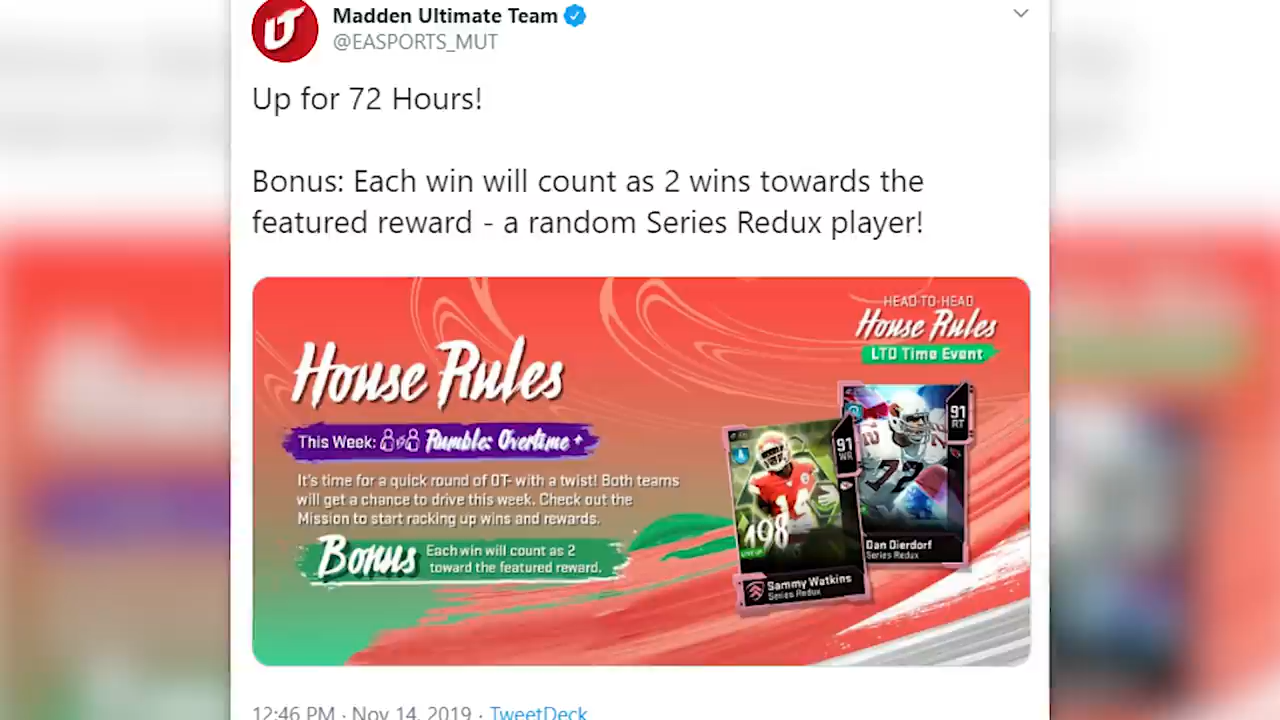 Madden Ultimate Team
@EASPORTS_MUT
Up for 72 Hours!
Bonus: Each win will count as 2 wins towards the
featured reward - a random Series Redux player!
HEAD-TO-HEAD
House Rules
LTD Time Event
House Rules
This Week: Rumble: Overtime +
It's time for a quick round of OT- with a twist! Both teams
will get a chance to drive this week. Check out the
Mission to start racking up wins and rewards.
Bonus Each win will count as 2
toward the featured reward.
91
RT
72
Dan Dierdorf
Series Redux
91
WR
14
198
Sammy Watkins
Series Redux
12:46 PM · Nov 14, 2019 · TweetDeck